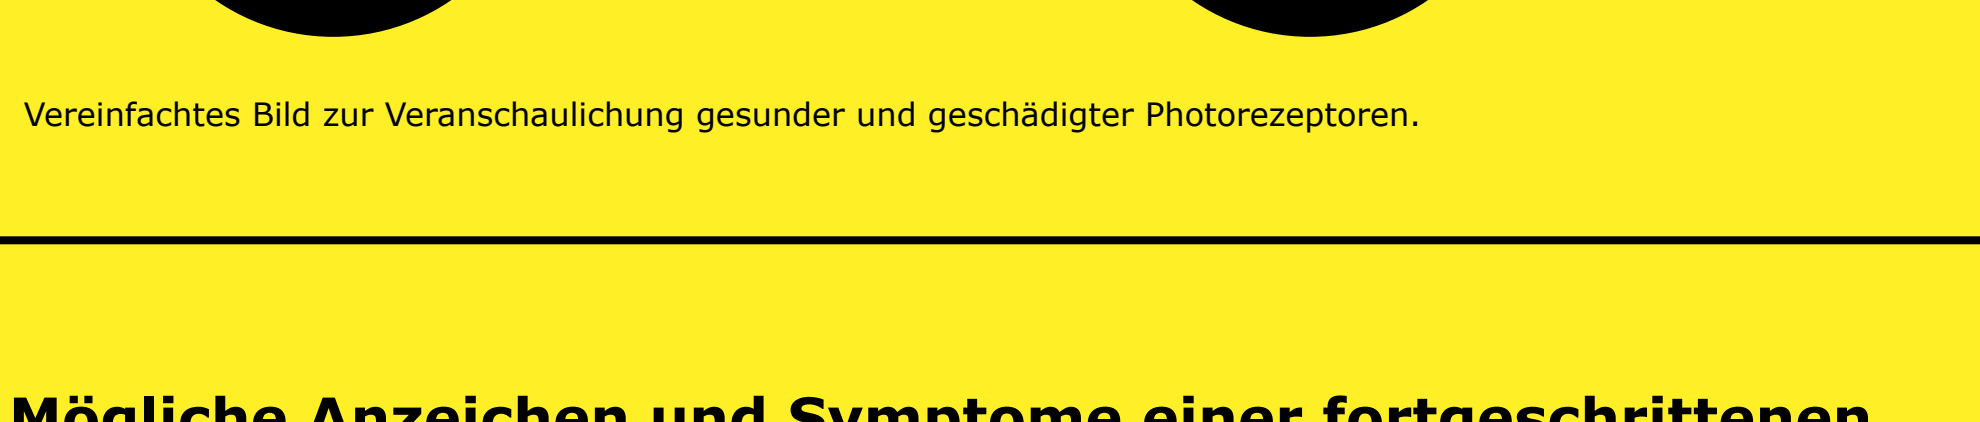 Vereinfachtes Bild zur Veranschaulichung gesunder und geschädigter Photorezeptoren.
Mögliche Anzeichen und Symptome einer fortgeschrittenen